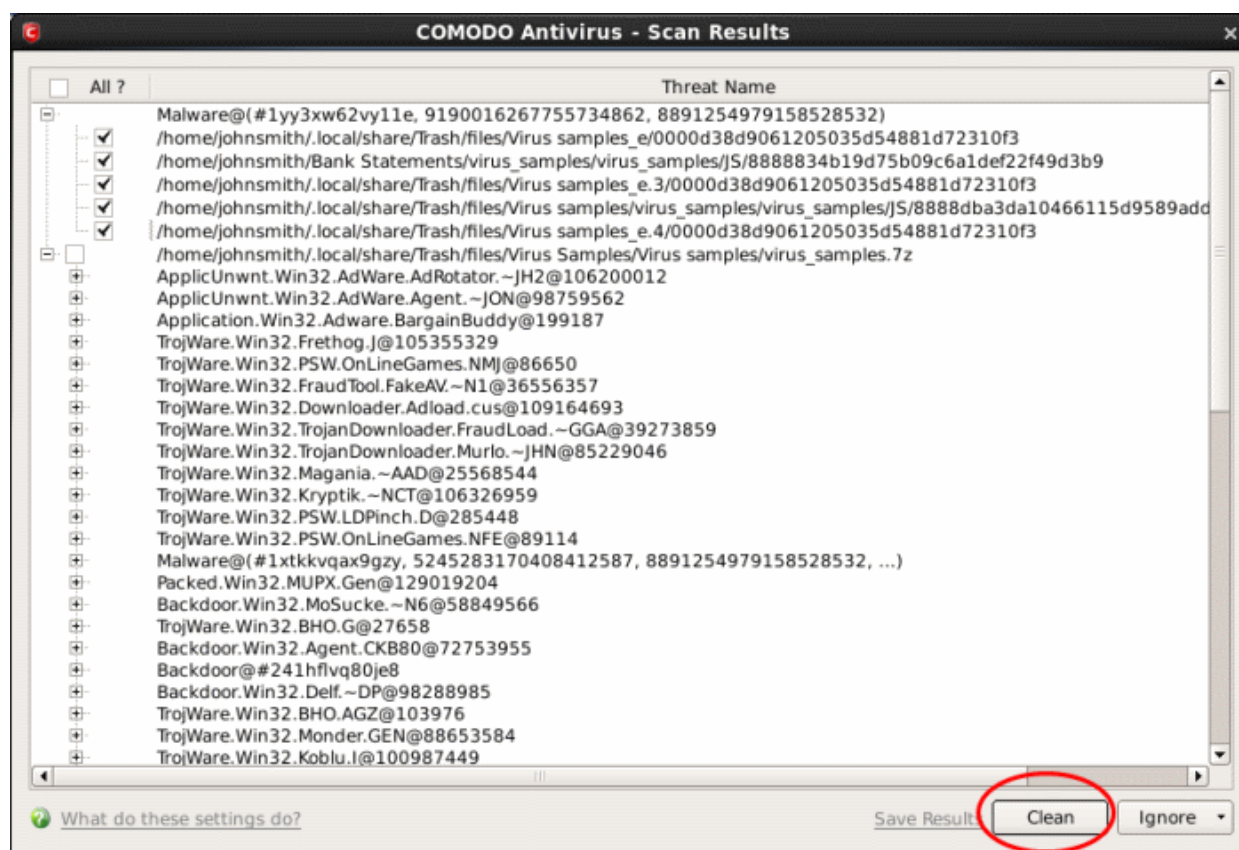 COMODO Antivirus - Scan Results
All ? Threat Name
Malware@(#1yy3xw62vy11e, 9190016267755734862, 8891254979158528532)
/home/johnsmith/.local/share/Trash/files/Virus samples_e/0000d38d9061205035d54881d72310f3
/home/johnsmith/Bank Statements/virus_samples/virus_samples/JS/8888834b19d75b09c6a1def22f49d3b9
/home/johnsmith/.local/share/Trash/files/Virus samples_e.3/0000d38d9061205035d54881d72310f3
/home/johnsmith/.local/share/Trash/files/Virus samples/virus_samples/virus_samples/JS/8888dba3da10466115d9589add
/home/johnsmith/.local/share/Trash/files/Virus samples_e.4/0000d38d9061205035d54881d72310f3
/home/johnsmith/.local/share/Trash/files/Virus Samples/Virus samples/virus_samples.7z
ApplicUnwnt.Win32.AdWare.AdRotator.~JH2@106200012
ApplicUnwnt.Win32.AdWare.Agent.~JON@98759562
Application.Win32.Adware.BargainBuddy@199187
TrojWare.Win32.Frethog.J@105355329
TrojWare.Win32.PSW.OnLineGames.NMJ@86650
TrojWare.Win32.FraudTool.FakeAV.~N1@36556357
TrojWare.Win32.Downloader.Adload.cus@109164693
TrojWare.Win32.TrojanDownloader.FraudLoad.~GGA@39273859
TrojWare.Win32.TrojanDownloader.Murlo.~JHN@85229046
TrojWare.Win32.Magania.~AAD@25568544
TrojWare.Win32.Kryptik.~NCT@106326959
TrojWare.Win32.PSW.LDPinch.D@285448
TrojWare.Win32.PSW.OnLineGames.NFE@89114
Malware@(#1xtkkvqax9gzy, 5245283170408412587, 8891254979158528532, ...)
Packed.Win32.MUPX.Gen@129019204
Backdoor.Win32.MoSucke.~N6@58849566
TrojWare.Win32.BHO.G@27658
Backdoor.Win32.Agent.CKB80@72753955
Backdoor@#241hflvq80je8
Backdoor.Win32.Delf.~DP@98288985
TrojWare.Win32.BHO.AGZ@103976
TrojWare.Win32.Monder.GEN@88653584
TrojWare.Win32.Koblu.I@100987449
What do these settings do? Save Results Clean Ignore